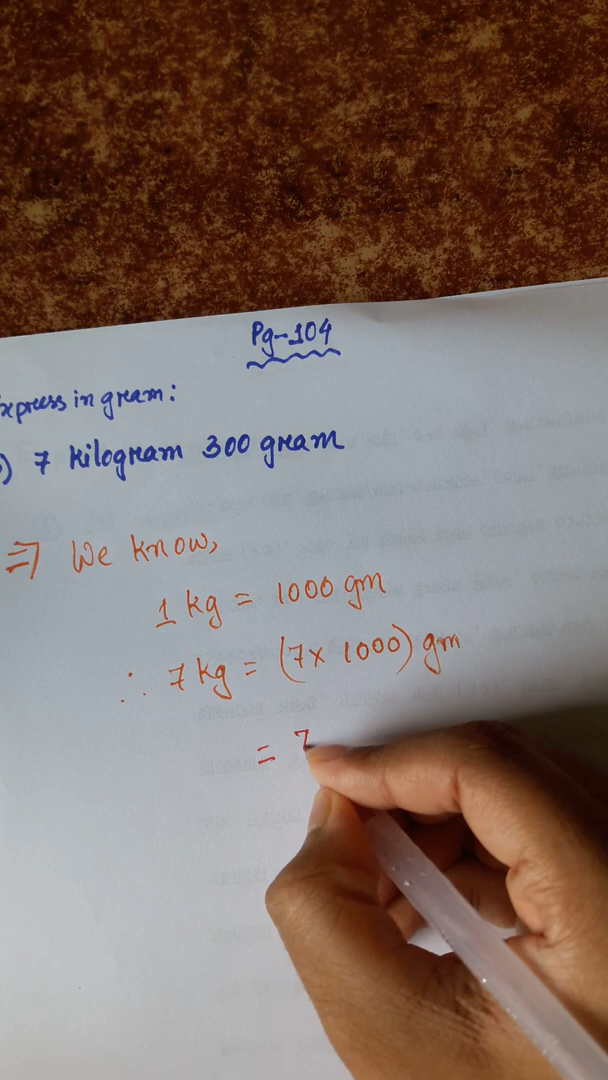 Pg-104
Express in gram:
) 7 kilogram 300 gram
⇒ We know,
1 kg = 1000 gm
∴ 7 kg = (7 × 1000) gm
= 7